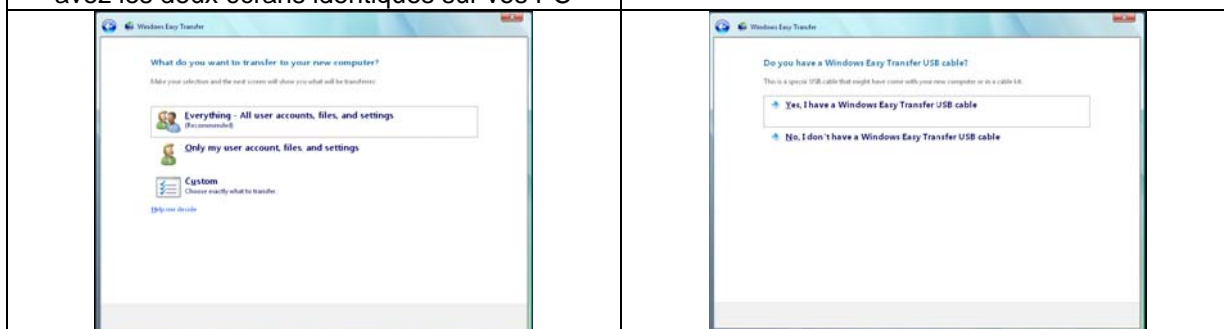 avez les deux écrans identiques sur vos PC
Windows Easy Transfer
What do you want to transfer to your new computer?
Make your selection and the next screen will show you what will be transferred.
Everything - All user accounts, files, and settings
(Recommended)
Only my user account, files, and settings
Custom
Choose exactly what to transfer.
Help me decide
Windows Easy Transfer
Do you have a Windows Easy Transfer USB cable?
This is a special USB cable that might have come with your new computer or in a cable kit.
Yes, I have a Windows Easy Transfer USB cable
No, I don't have a Windows Easy Transfer USB cable